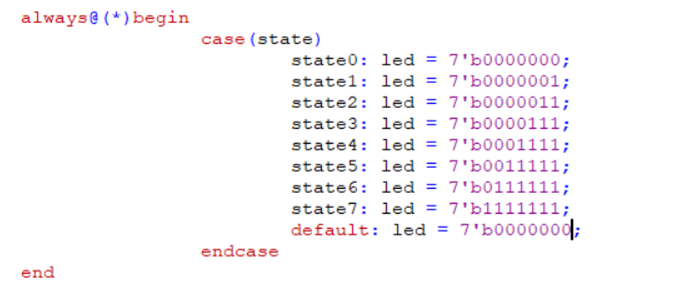 always@(*)begin
case(state)
state0: led = 7'b0000000;
state1: led = 7'b0000001;
state2: led = 7'b0000011;
state3: led = 7'b0000111;
state4: led = 7'b0001111;
state5: led = 7'b0011111;
state6: led = 7'b0111111;
state7: led = 7'b1111111;
default: led = 7'b0000000;
endcase
end